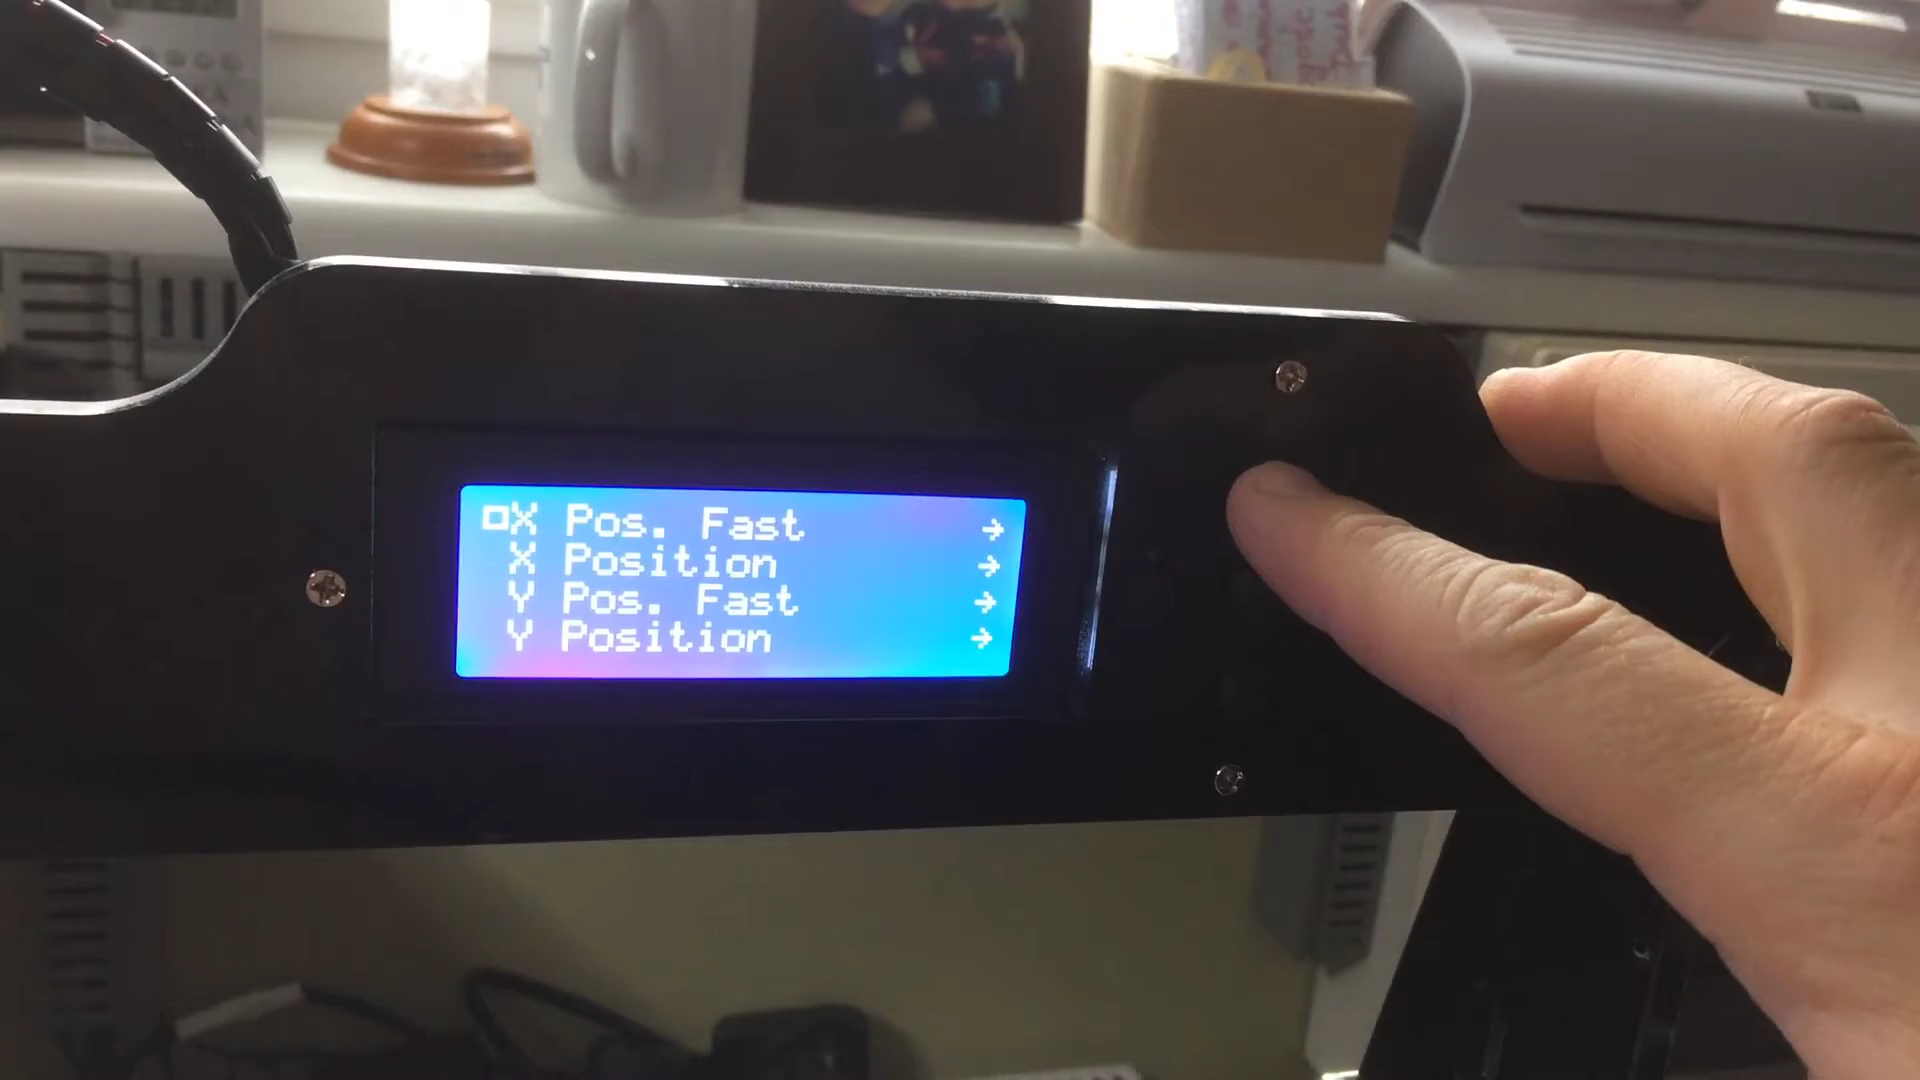 X Pos. Fast →
X Position →
Y Pos. Fast →
Y Position →